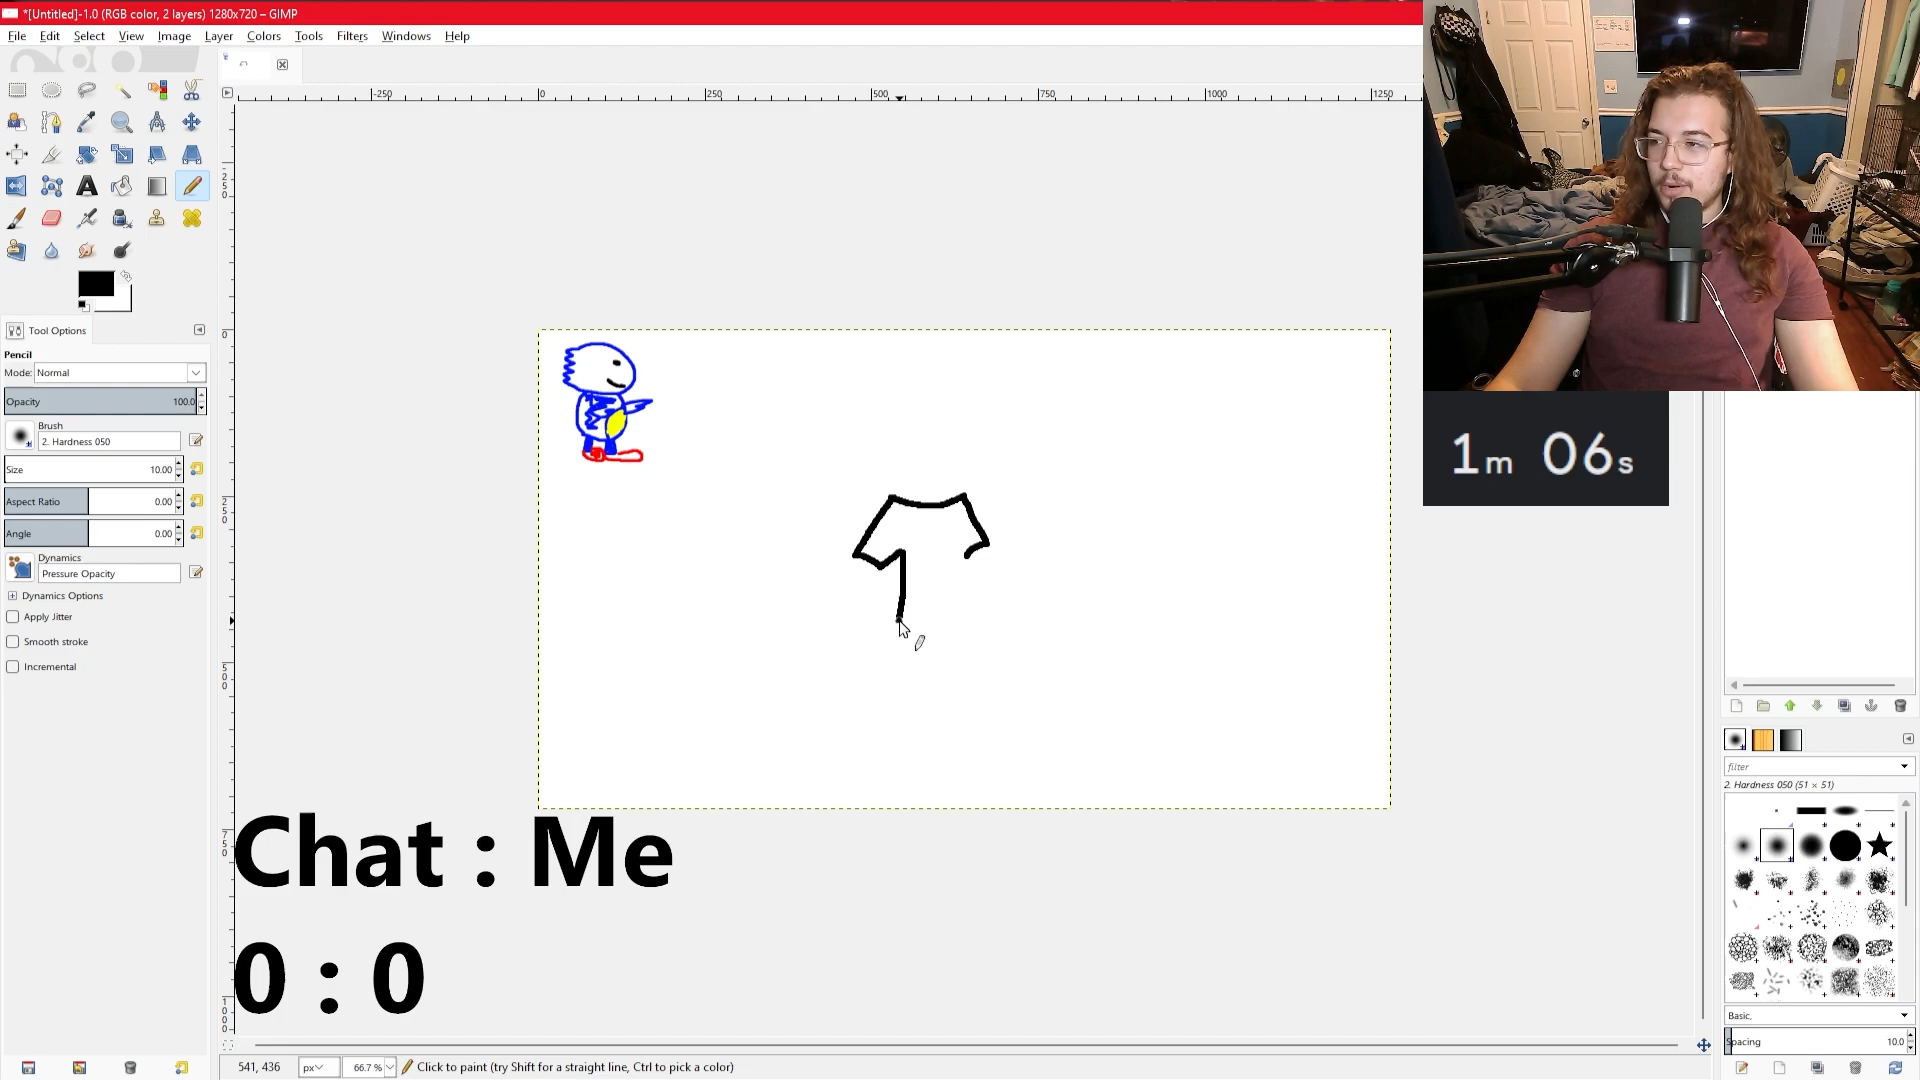 *[Untitled]-1.0 (RGB color, 2 layers) 1280x720 – GIMP
File Edit Select View Image Layer Colors Tools Filters Windows Help
-250 0 250 500 750 1000 1250
Tool Options
Pencil
Mode: Normal
Opacity 100.0
Brush
2. Hardness 050
Size 10.00
Aspect Ratio 0.00
Angle 0.00
Dynamics
Pressure Opacity
Dynamics Options
Apply Jitter
Smooth stroke
Incremental
1m 06s
Chat : Me
0 : 0
filter
2. Hardness 050 (51 × 51)
Basic,
Spacing 10.0
541, 436 px 66.7 % Click to paint (try Shift for a straight line, Ctrl to pick a color)